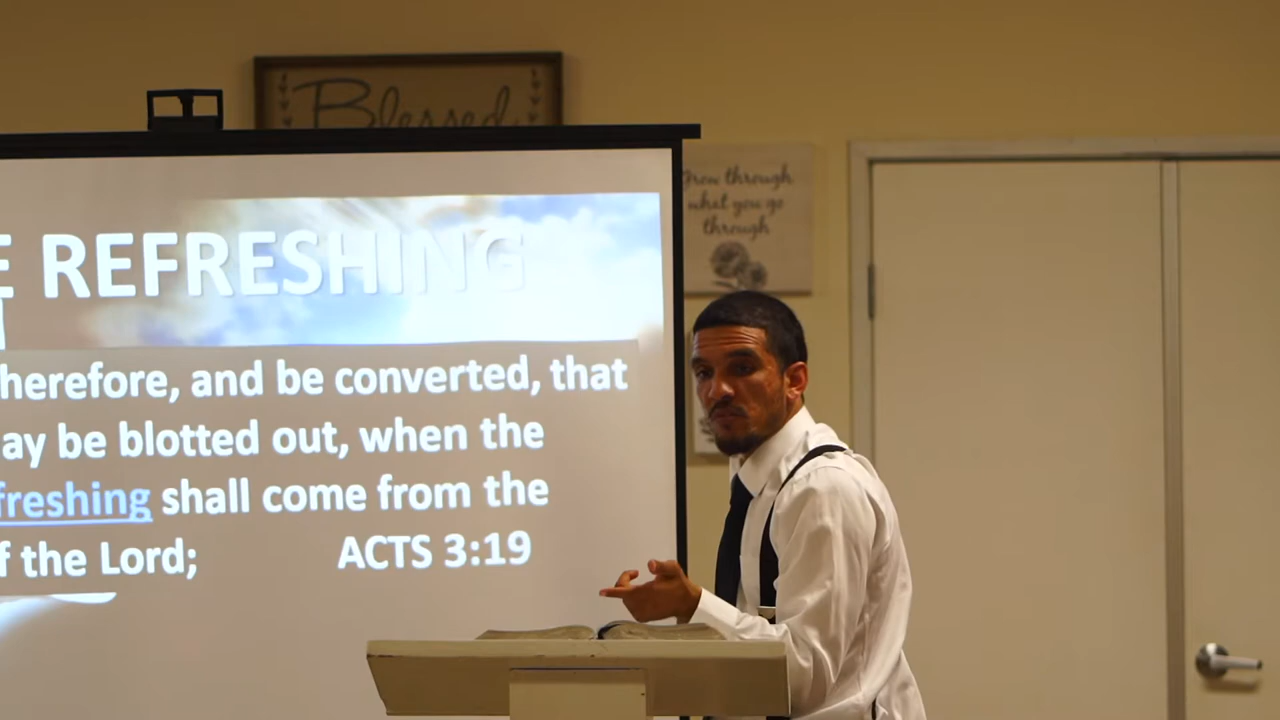 Blessed
Grow through
what you go
through
E REFRESHING
herefore, and be converted, that
ay be blotted out, when the
freshing shall come from the
f the Lord; ACTS 3:19